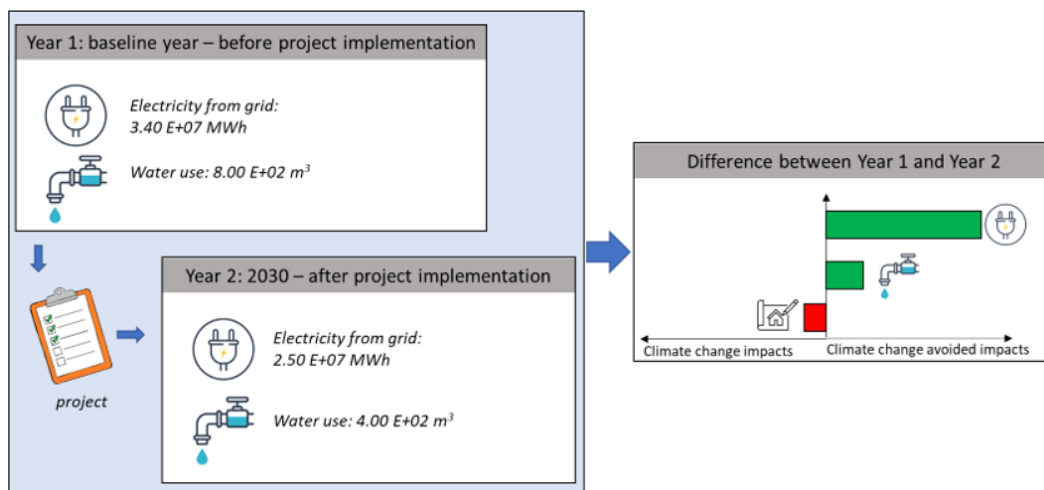 Year 1: baseline year – before project implementation
Electricity from grid:
3.40 E+07 MWh
Water use: 8.00 E+02 m³
project
Year 2: 2030 – after project implementation
Electricity from grid:
2.50 E+07 MWh
Water use: 4.00 E+02 m³
Difference between Year 1 and Year 2
Climate change impacts
Climate change avoided impacts